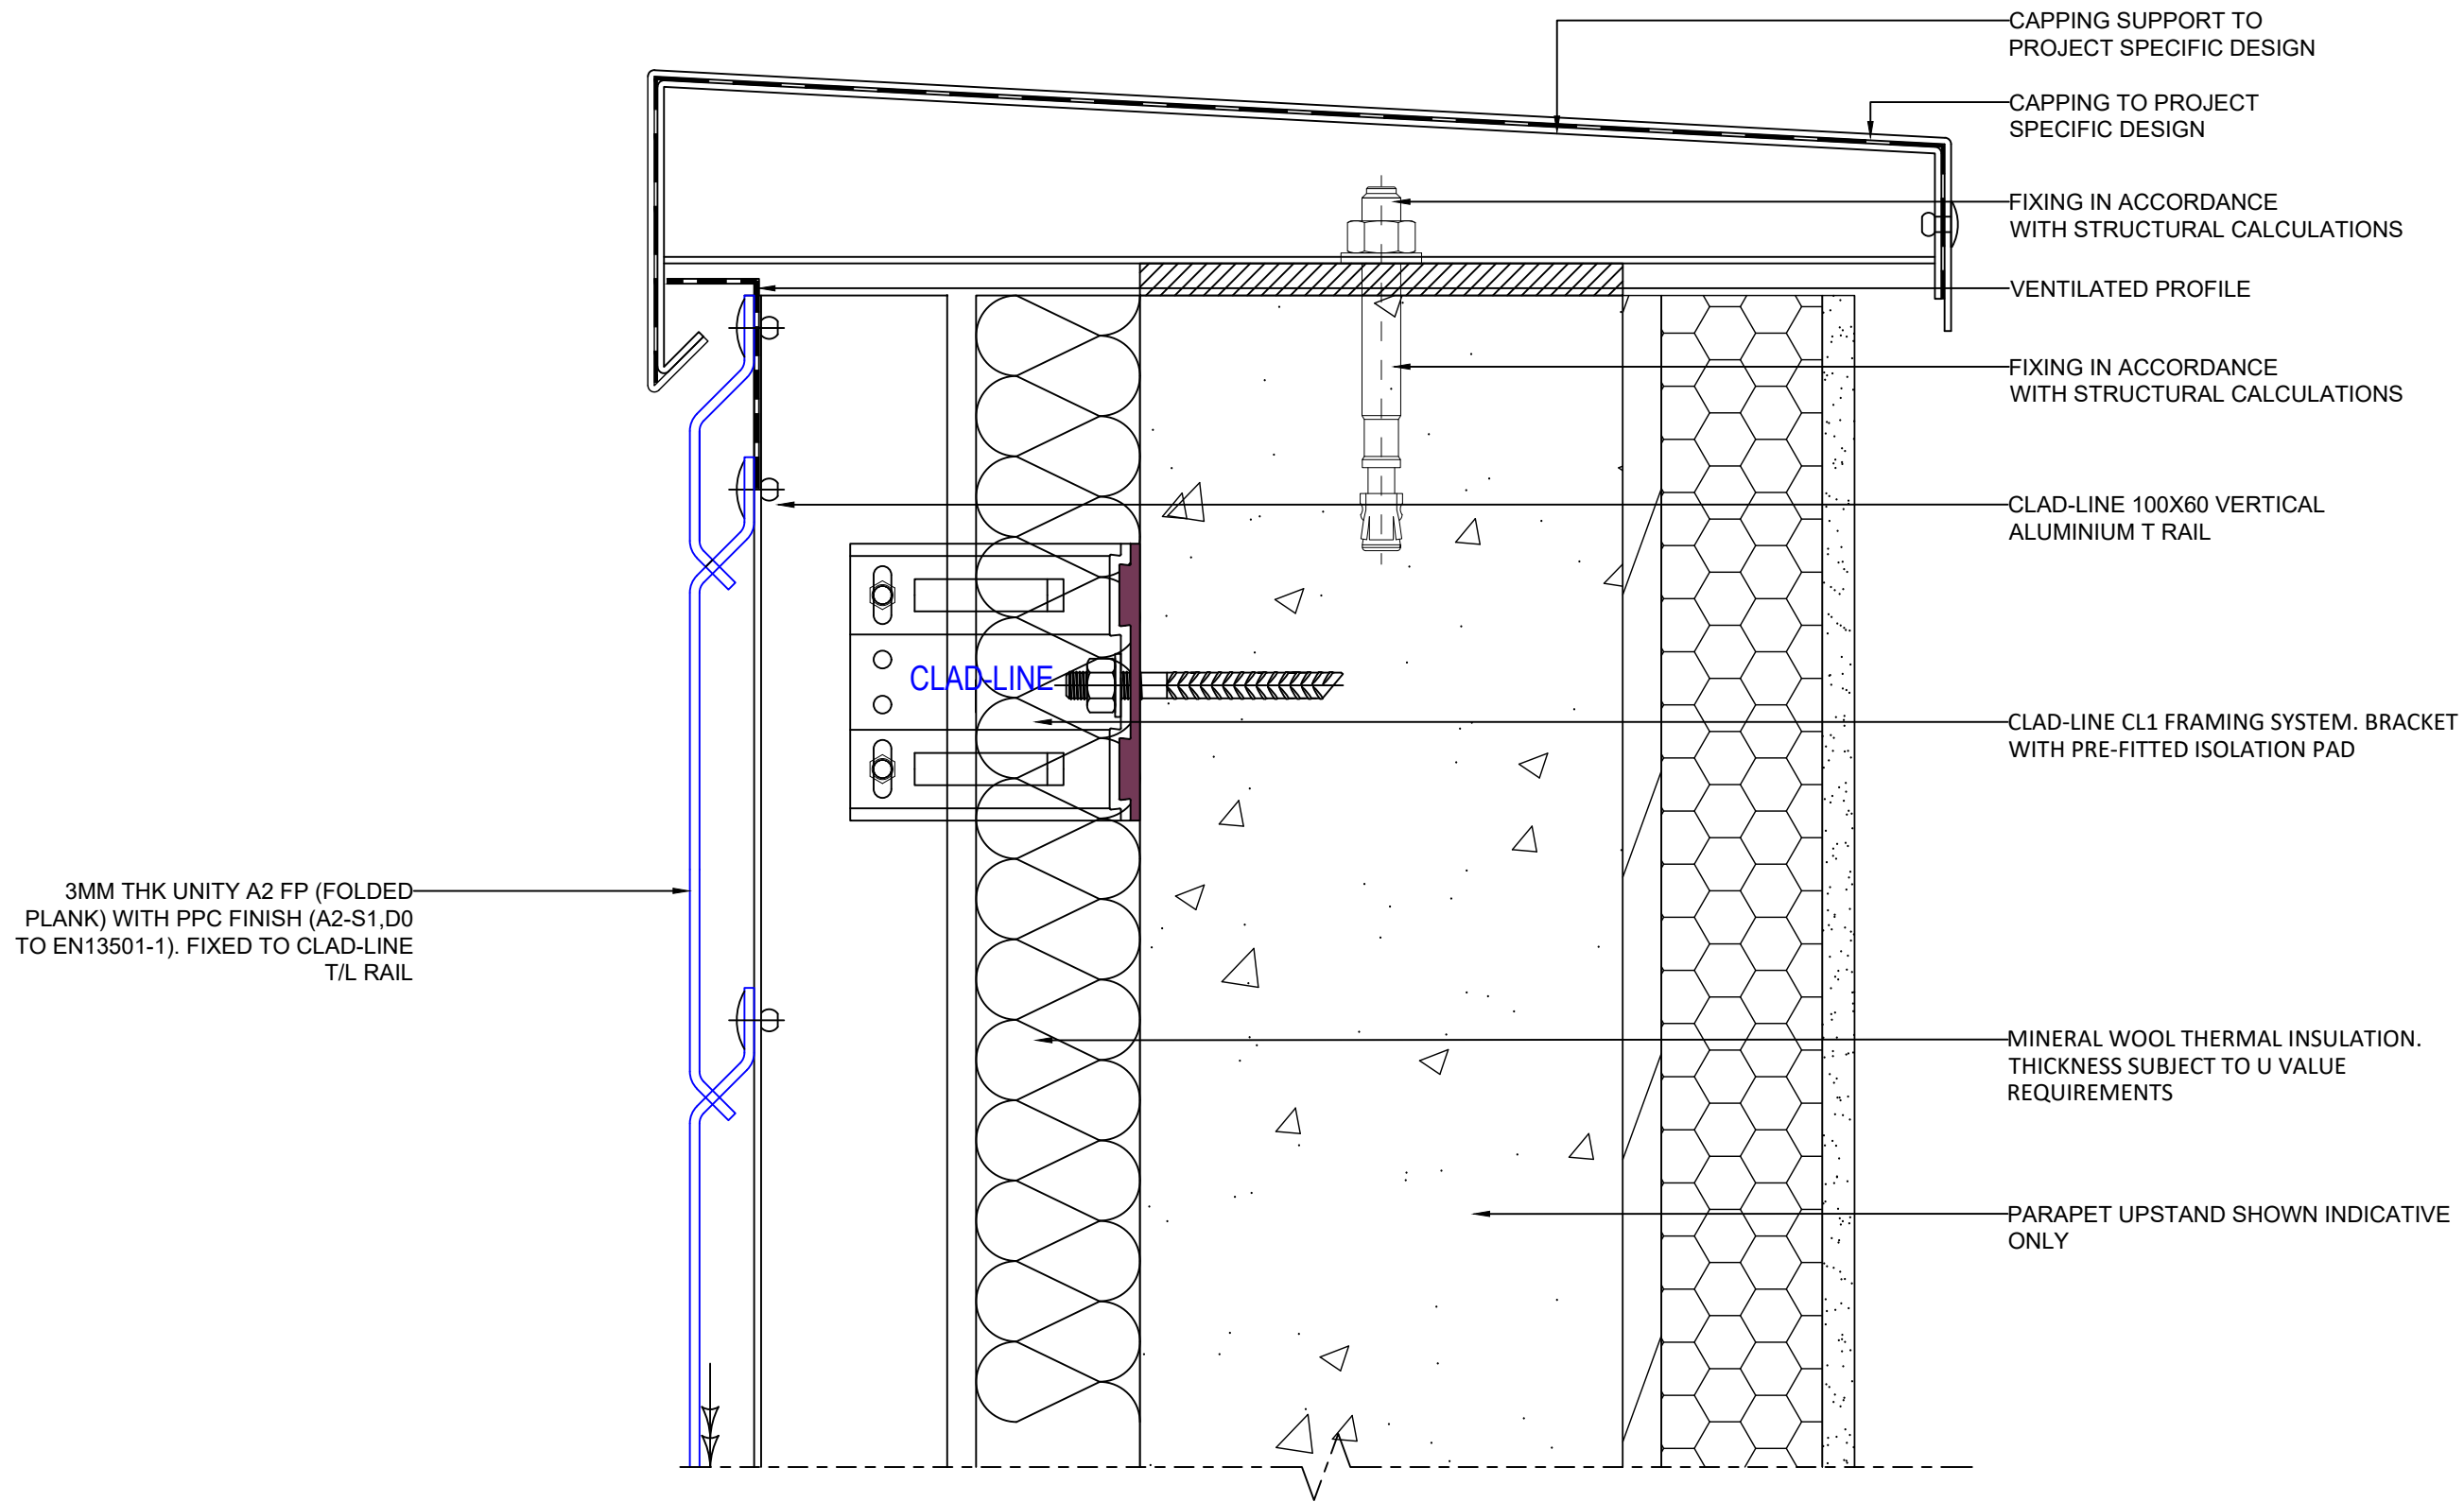 CAPPING SUPPORT TO
PROJECT SPECIFIC DESIGN
CAPPING TO PROJECT
SPECIFIC DESIGN
FIXING IN ACCORDANCE
WITH STRUCTURAL CALCULATIONS
VENTILATED PROFILE
FIXING IN ACCORDANCE
WITH STRUCTURAL CALCULATIONS
CLAD-LINE 100X60 VERTICAL
ALUMINIUM T RAIL
CLAD-LINE
CLAD-LINE CL1 FRAMING SYSTEM. BRACKET
WITH PRE-FITTED ISOLATION PAD
3MM THK UNITY A2 FP (FOLDED
PLANK) WITH PPC FINISH (A2-S1,D0
TO EN13501-1). FIXED TO CLAD-LINE
T/L RAIL
MINERAL WOOL THERMAL INSULATION.
THICKNESS SUBJECT TO U VALUE
REQUIREMENTS
PARAPET UPSTAND SHOWN INDICATIVE
ONLY